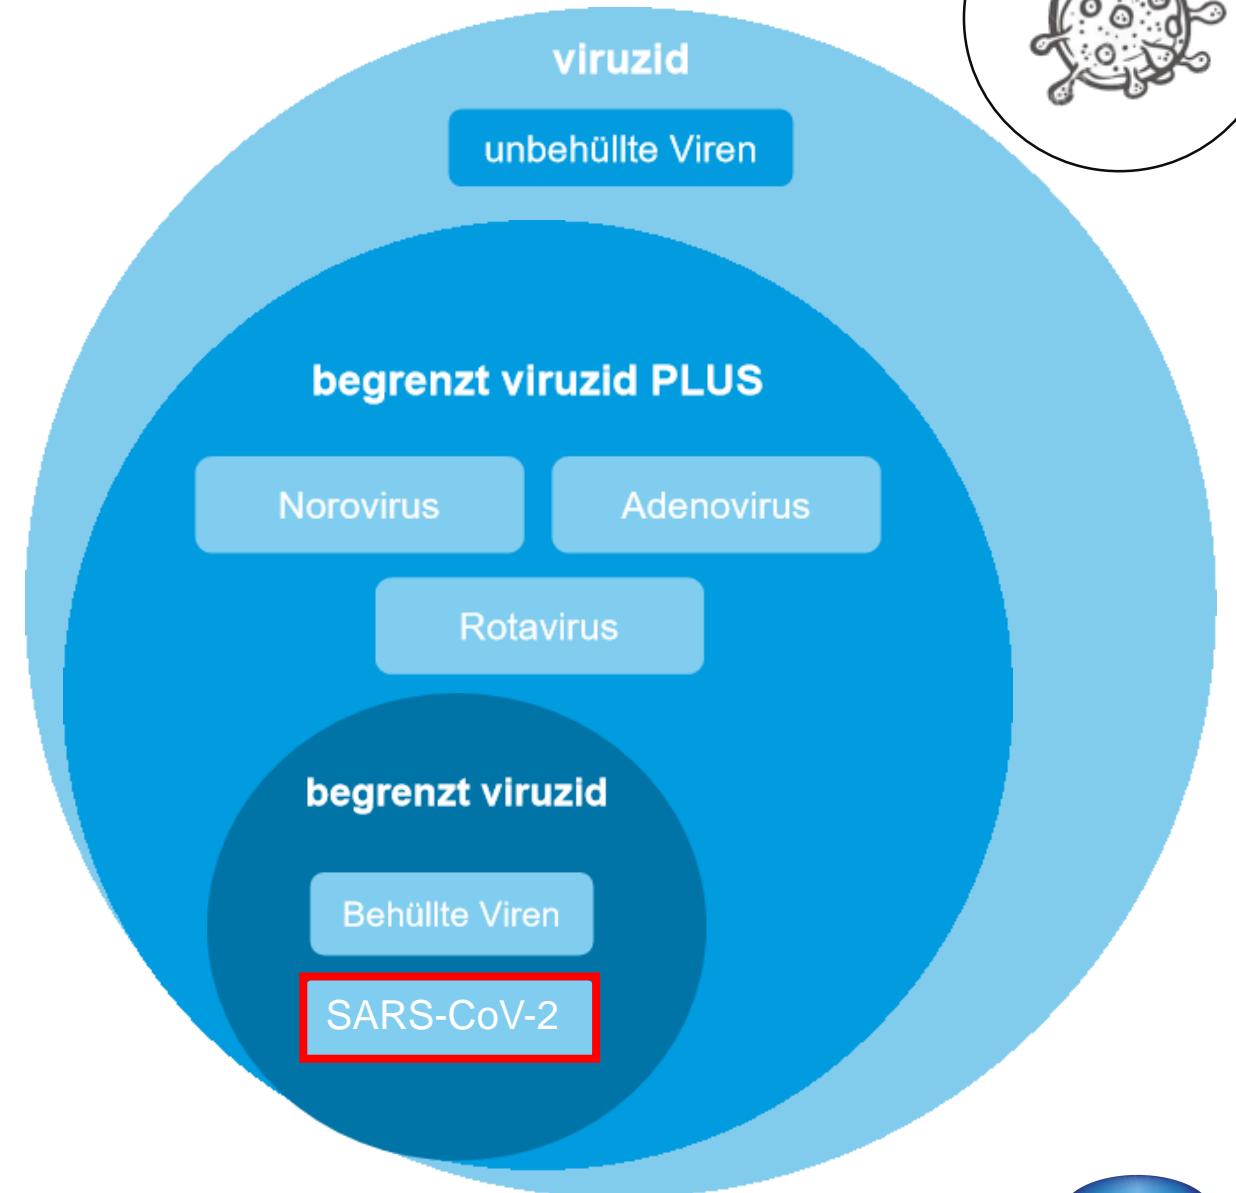 viruzid
unbehüllte Viren
begrenzt viruzid PLUS
Norovirus
Adenovirus
Rotavirus
begrenzt viruzid
Behüllte Viren
SARS-CoV-2